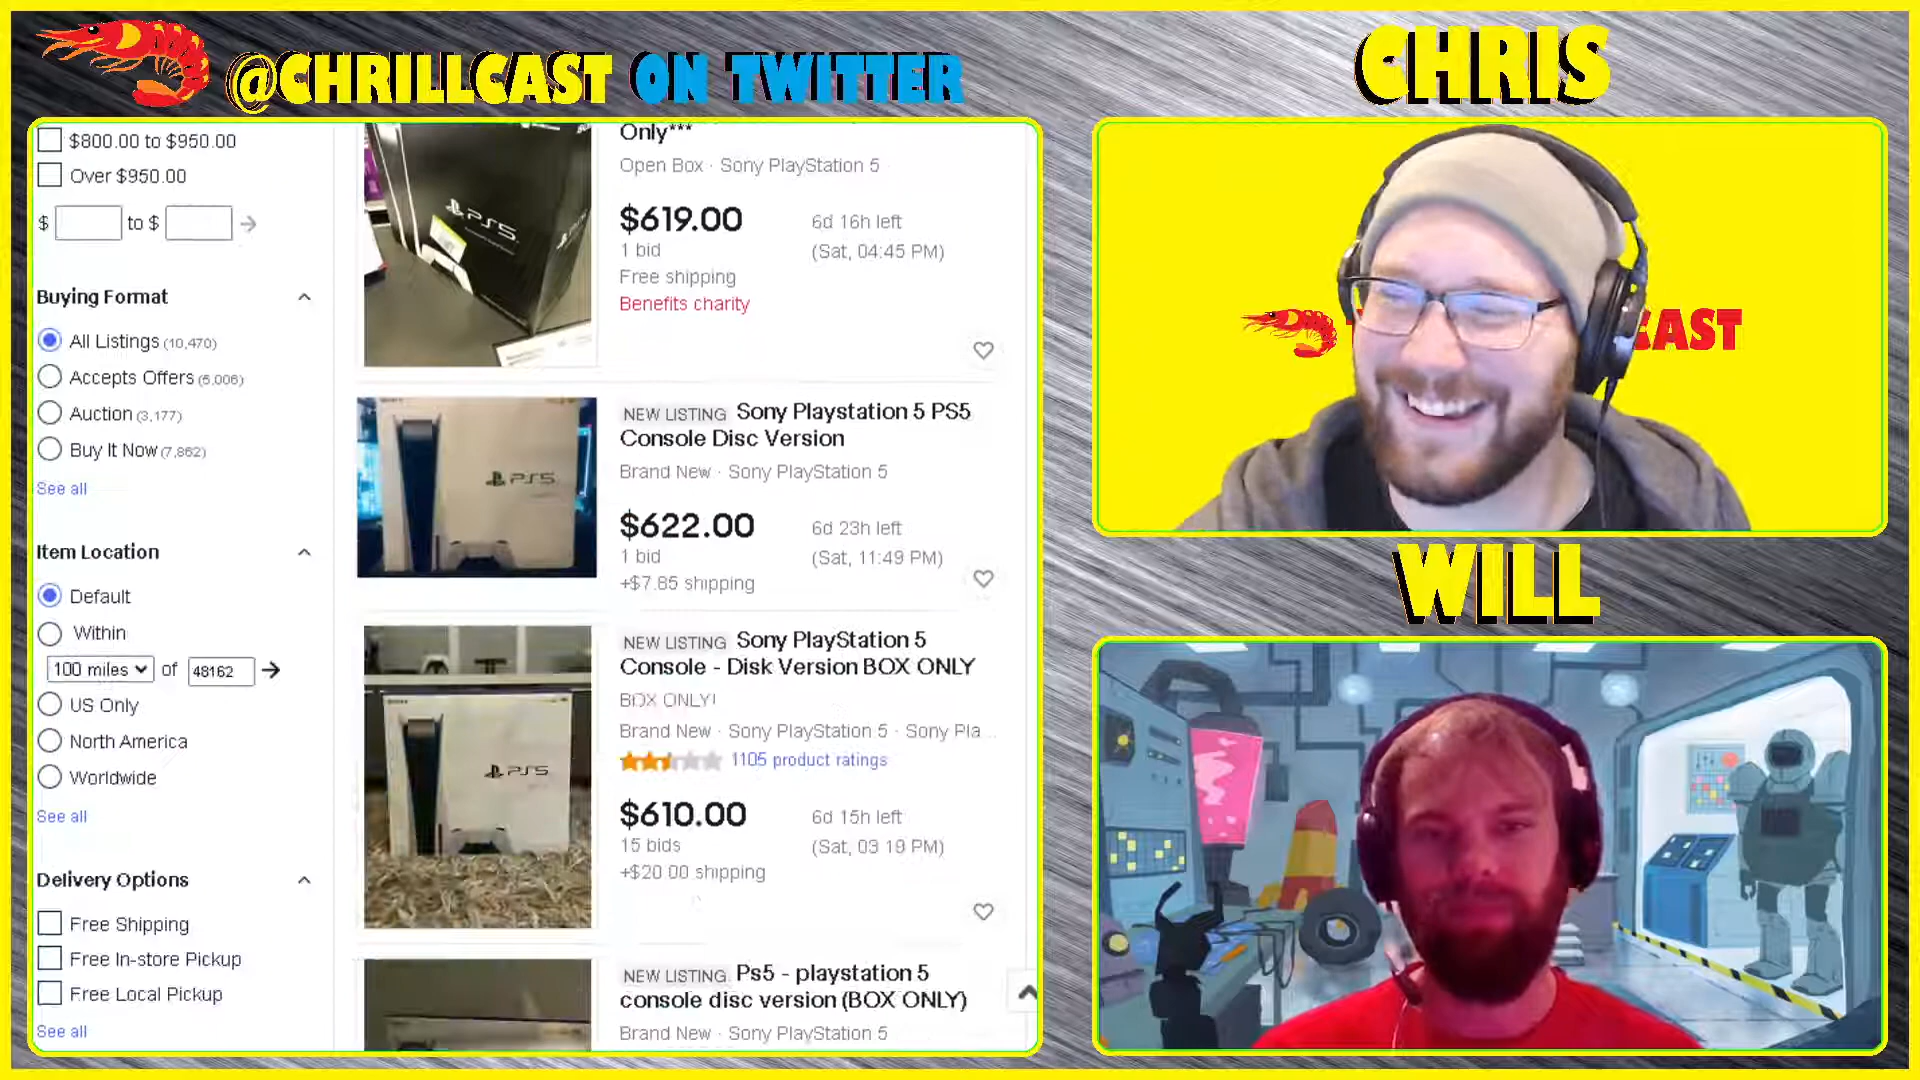 @CHRILLCAST ON TWITTER
CHRIS
$800.00 to $950.00
Over $950.00
$ to $
Buying Format
All Listings (10,470)
Accepts Offers (5,006)
Auction (3,177)
Buy It Now (7,862)
See all
Item Location
Default
Within
100 miles of 48162
US Only
North America
Worldwide
See all
Delivery Options
Free Shipping
Free In-store Pickup
Free Local Pickup
See all
Only***
Open Box · Sony PlayStation 5
$619.00
6d 16h left
1 bid
(Sat, 04:45 PM)
Free shipping
Benefits charity
PS5
NEW LISTING Sony Playstation 5 PS5
Console Disc Version
Brand New · Sony PlayStation 5
$622.00
6d 23h left
1 bid
(Sat, 11:49 PM)
+$7.85 shipping
PS5
NEW LISTING Sony PlayStation 5
Console - Disk Version BOX ONLY
BOX ONLY!
Brand New · Sony PlayStation 5 · Sony Pla...
1105 product ratings
$610.00
6d 15h left
15 bids
(Sat, 03:19 PM)
+$20.00 shipping
PS5
NEW LISTING Ps5 - playstation 5
console disc version (BOX ONLY)
Brand New · Sony PlayStation 5
CAST
WILL